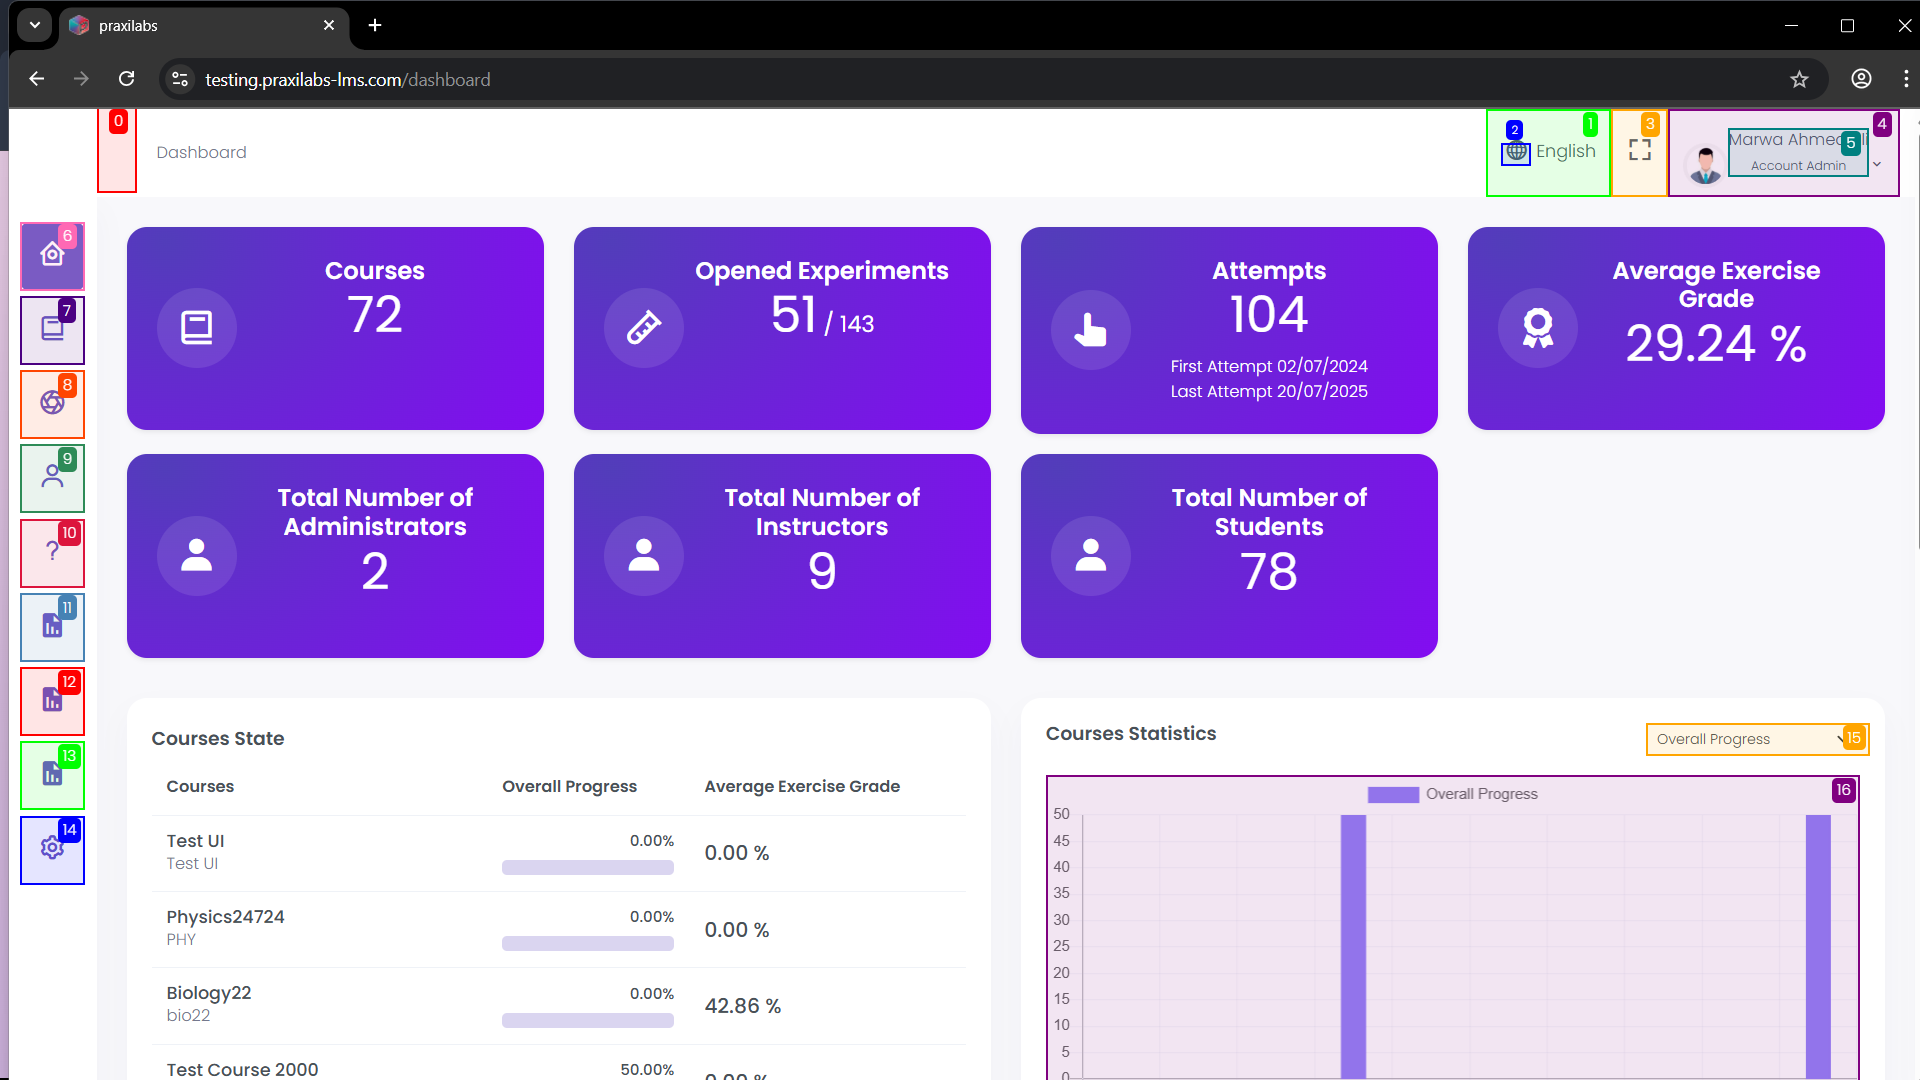 praxilabs
testing.praxilabs-lms.com/dashboard
0
Dashboard
2
1
English
3
4
Marwa Ahmed
5
Account Admin
6
7
8
9
10
11
12
13
14
Courses
72
Opened Experiments
51 / 143
Attempts
104
First Attempt 02/07/2024
Last Attempt 20/07/2025
Average Exercise
Grade
29.24 %
Total Number of
Administrators
2
Total Number of
Instructors
9
Total Number of
Students
78
Courses State
Courses Overall Progress Average Exercise Grade
Test UI
Test UI
0.00%
0.00 %
Physics24724
PHY
0.00%
0.00 %
Biology22
bio22
0.00%
42.86 %
Test Course 2000
50.00%
Courses Statistics
Overall Progress
15
16
Overall Progress
50
45
40
35
30
25
20
15
10
5
0